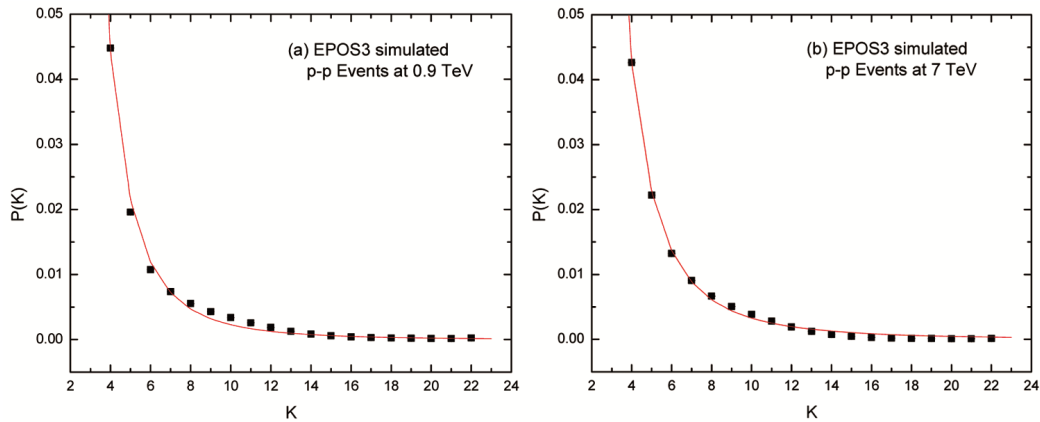 (a) EPOS3 simulated
p-p Events at 0.9 TeV
0.05
0.04
0.03
0.02
0.01
0.00
P(K)
2 4 6 8 10 12 14 16 18 20 22 24
K
(b) EPOS3 simulated
p-p Events at 7 TeV
0.05
0.04
0.03
0.02
0.01
0.00
P(K)
2 4 6 8 10 12 14 16 18 20 22 24
K